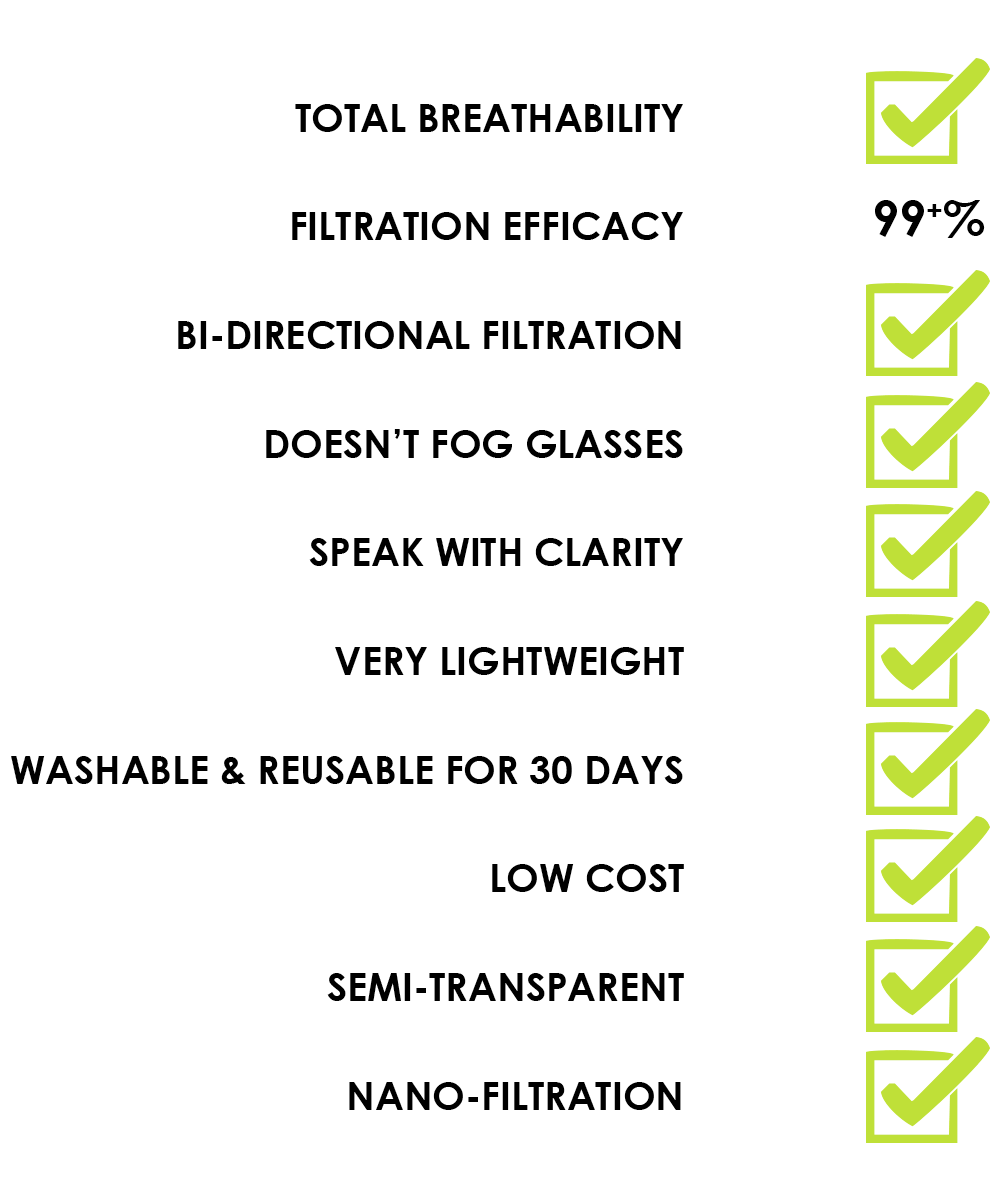 TOTAL BREATHABILITY
FILTRATION EFFICACY 99+%
BI-DIRECTIONAL FILTRATION
DOESN’T FOG GLASSES
SPEAK WITH CLARITY
VERY LIGHTWEIGHT
WASHABLE & REUSABLE FOR 30 DAYS
LOW COST
SEMI-TRANSPARENT
NANO-FILTRATION